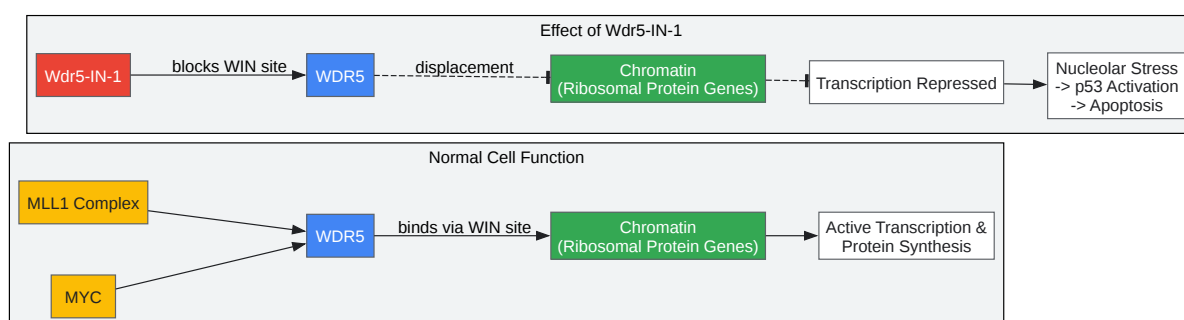 Effect of Wdr5-IN-1
Wdr5-IN-1
blocks WIN site
WDR5
displacement
Chromatin
(Ribosomal Protein Genes)
Transcription Repressed
Nucleolar Stress
-> p53 Activation
-> Apoptosis
Normal Cell Function
MLL1 Complex
MYC
WDR5
binds via WIN site
Chromatin
(Ribosomal Protein Genes)
Active Transcription &
Protein Synthesis